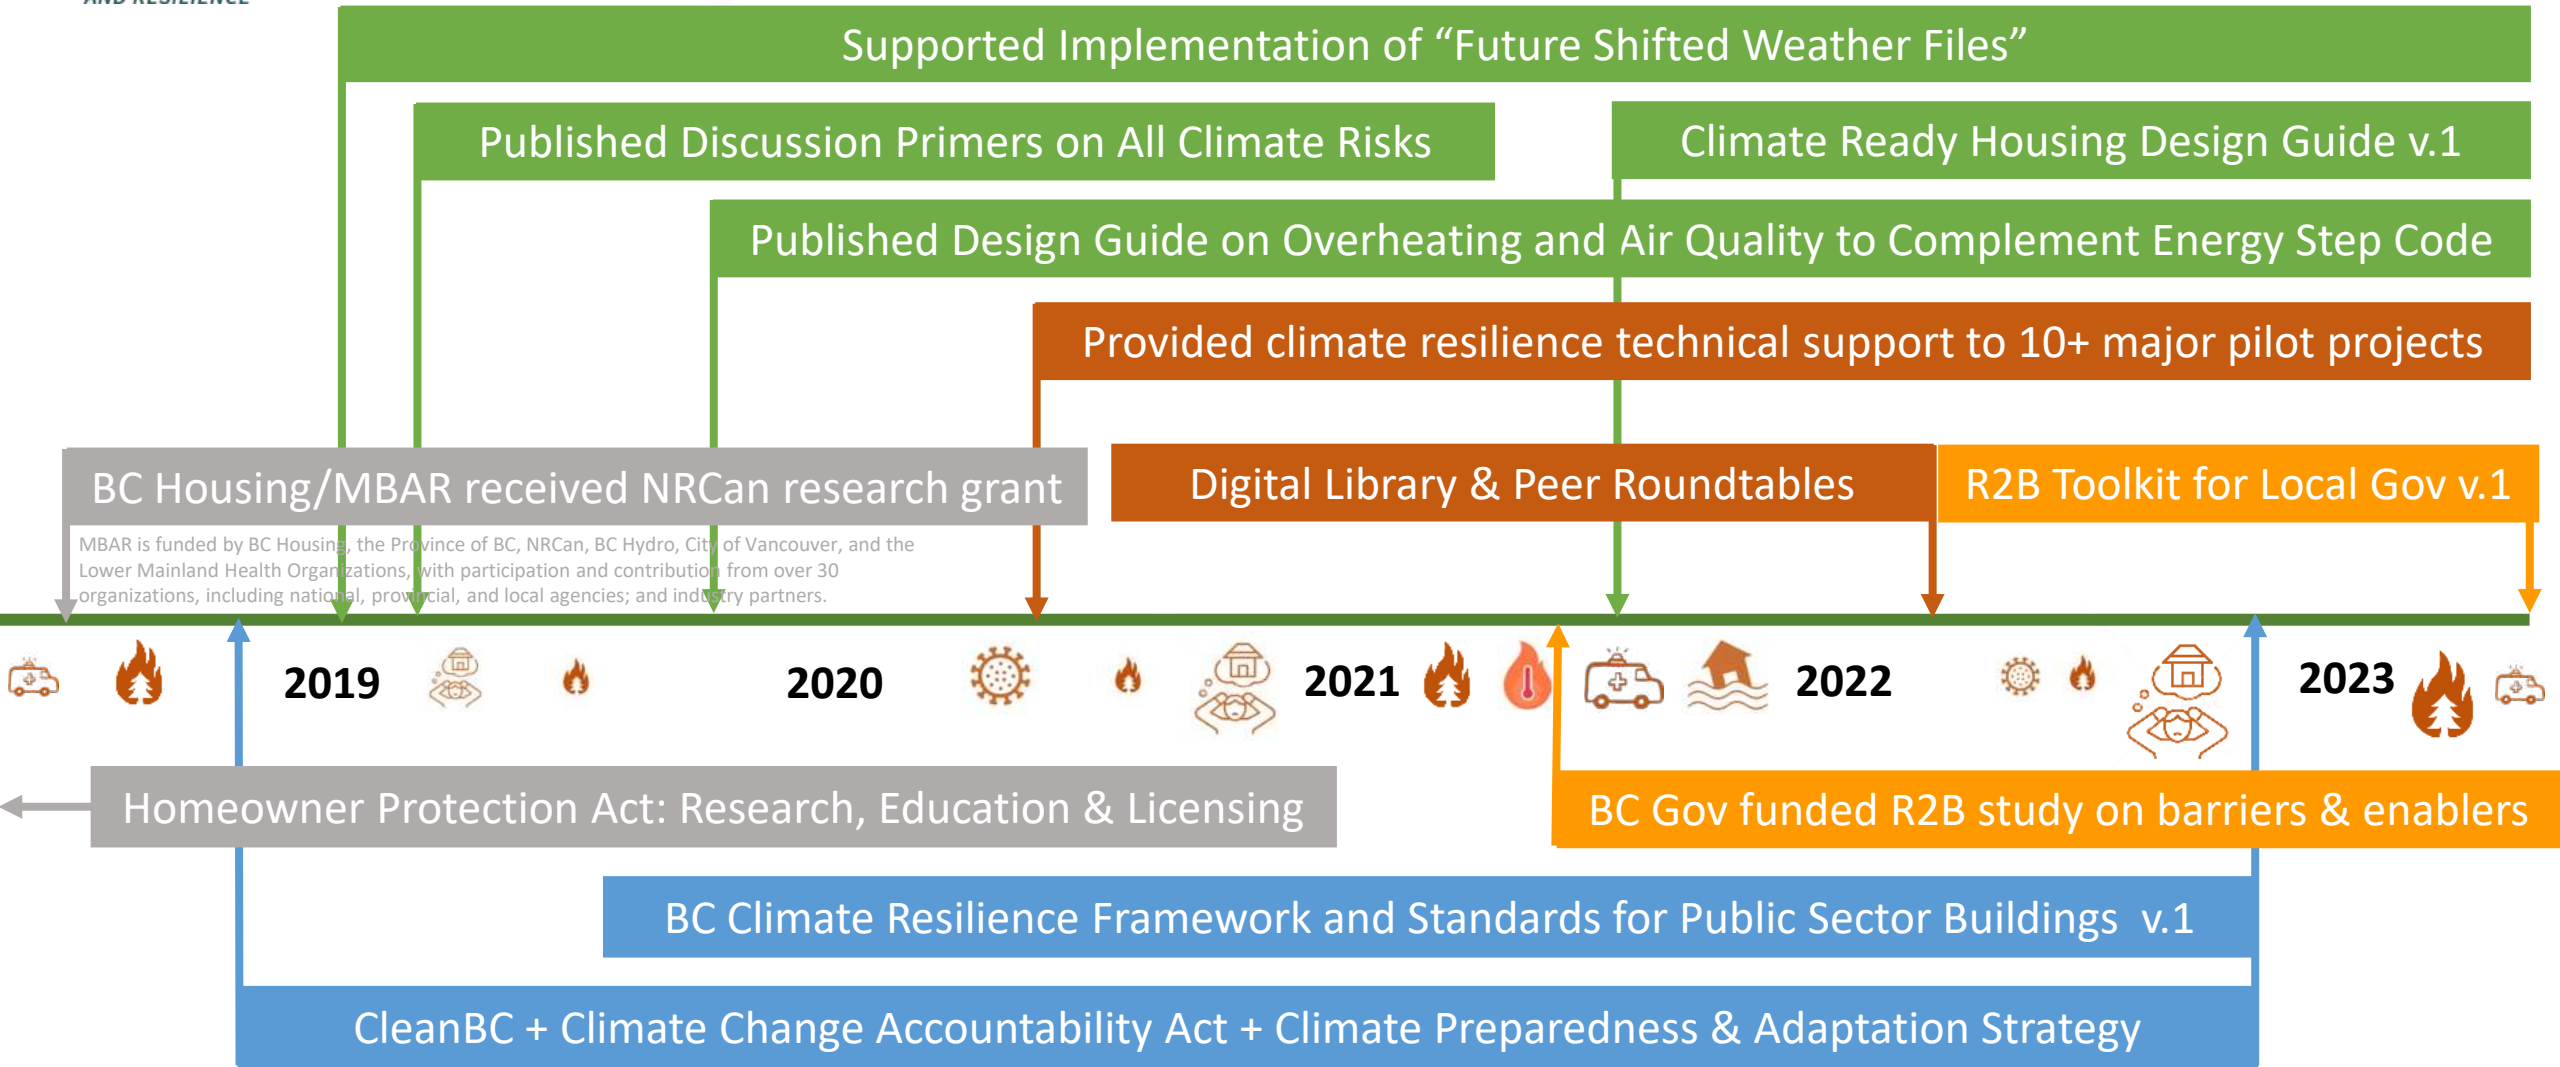 AND RESILIENCE
Supported Implementation of “Future Shifted Weather Files”
Published Discussion Primers on All Climate Risks
Climate Ready Housing Design Guide v.1
Published Design Guide on Overheating and Air Quality to Complement Energy Step Code
Provided climate resilience technical support to 10+ major pilot projects
BC Housing/MBAR received NRCan research grant
Digital Library & Peer Roundtables
R2B Toolkit for Local Gov v.1
MBAR is funded by BC Housing, the Province of BC, NRCan, BC Hydro, City of Vancouver, and the
Lower Mainland Health Organizations, with participation and contribution from over 30
organizations, including national, provincial, and local agencies; and industry partners.
2019
2020
2021
2022
2023
Homeowner Protection Act: Research, Education & Licensing
BC Gov funded R2B study on barriers & enablers
BC Climate Resilience Framework and Standards for Public Sector Buildings v.1
CleanBC + Climate Change Accountability Act + Climate Preparedness & Adaptation Strategy